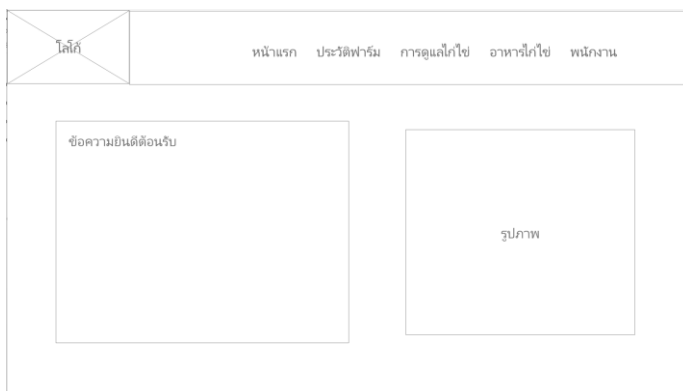 โลโก้
หน้าแรก ประวัติฟาร์ม การดูแลไก่ไข่ อาหารไก่ไข่ พนักงาน
ข้อความยินดีต้อนรับ
รูปภาพ